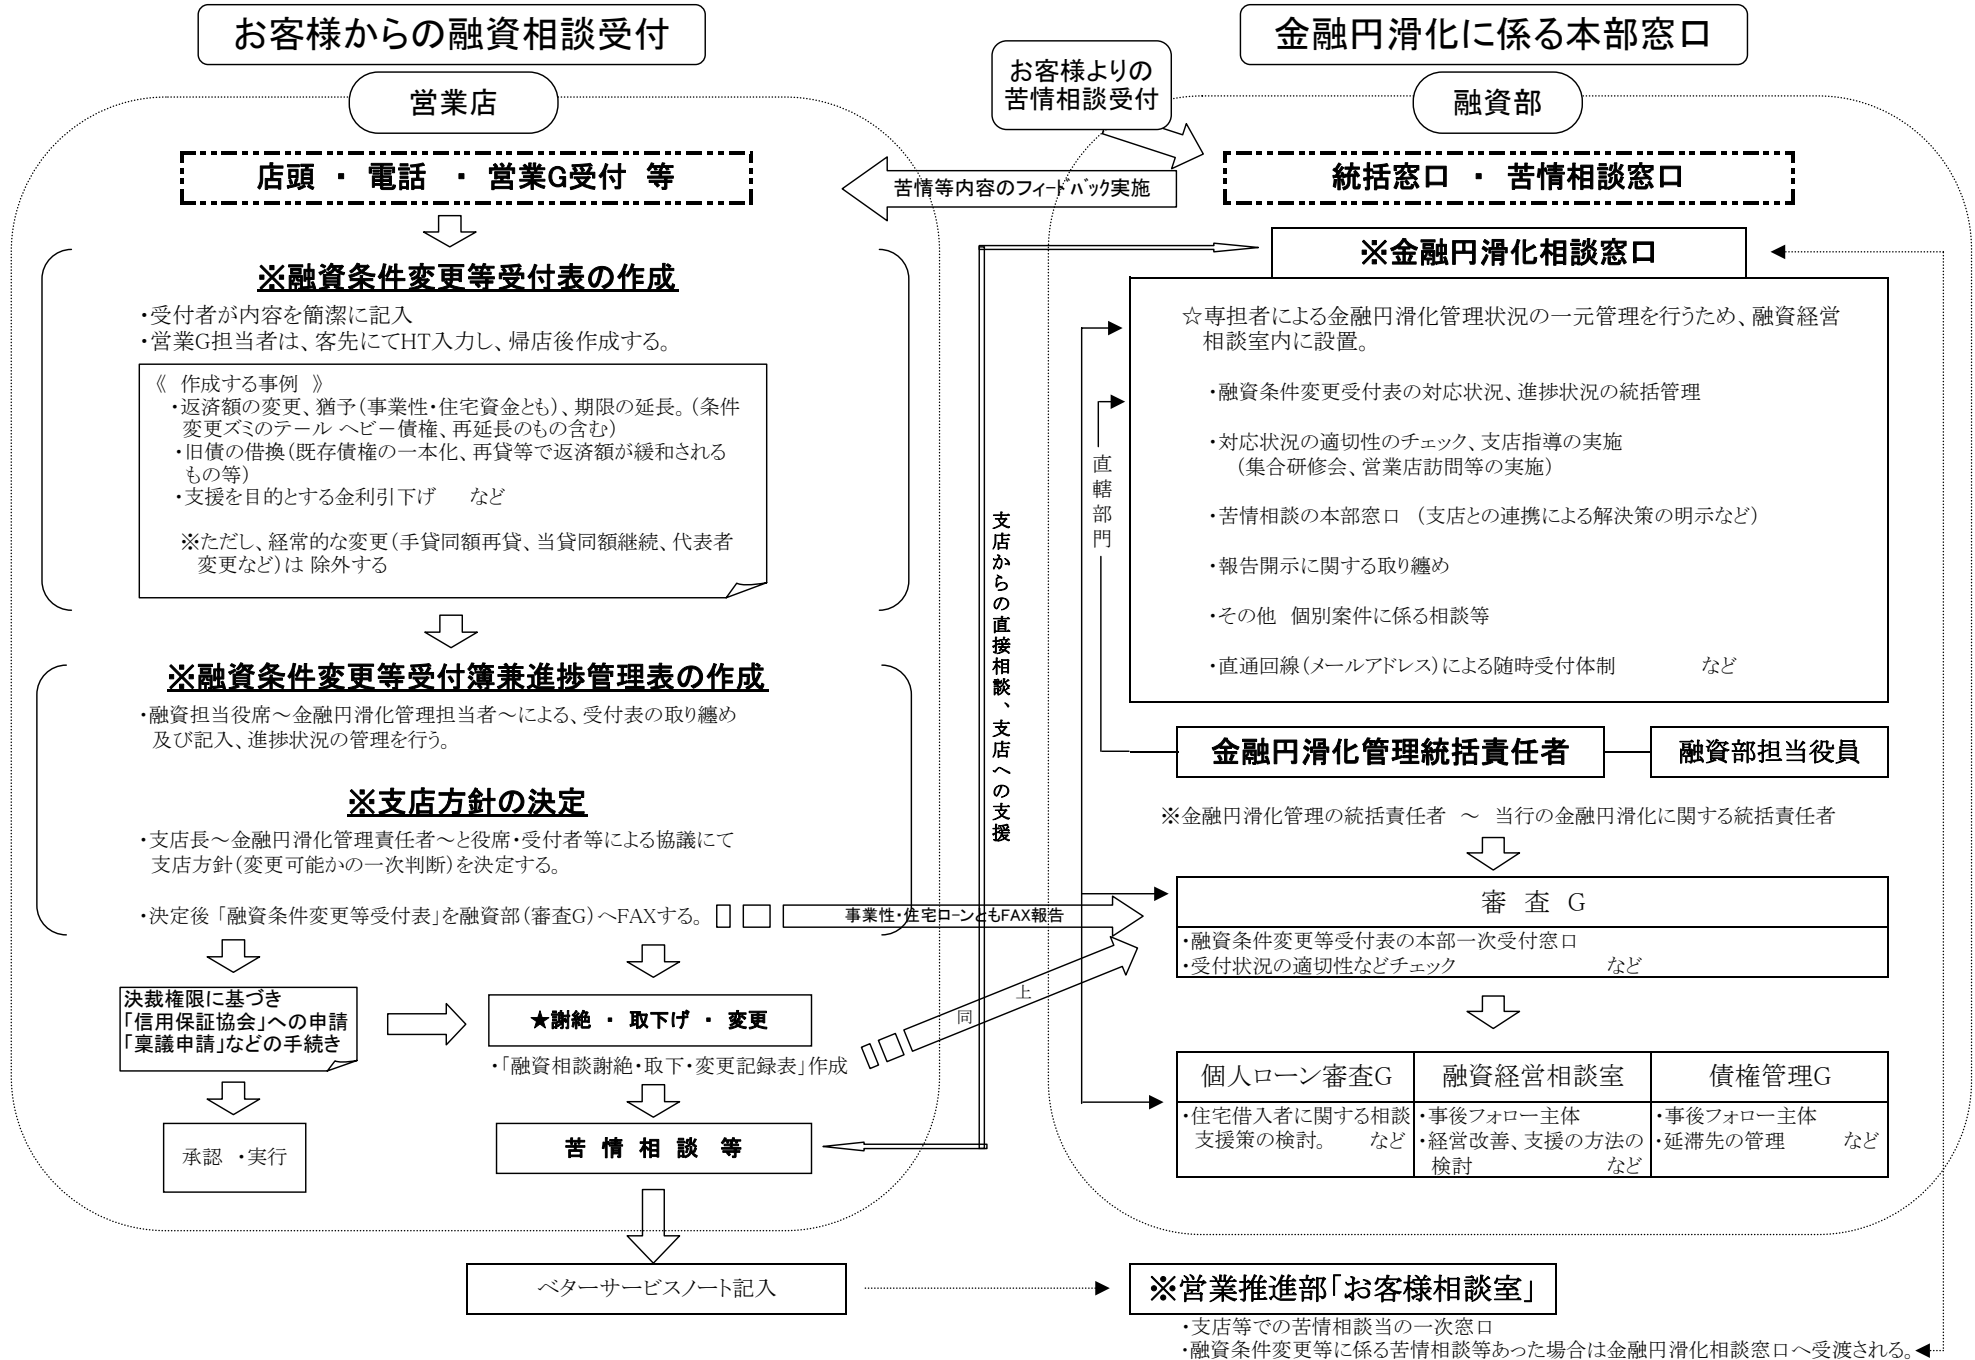 お客様からの融資相談受付
営業店
店頭 ・ 電話 ・ 営業G受付 等
※融資条件変更等受付表の作成
・受付者が内容を簡潔に記入
・営業G担当者は、客先にてHT入力し、帰店後作成する。
《 作成する事例 》
・返済額の変更、猶予(事業性・住宅資金とも)、期限の延長。(条件
変更ズミのテール ヘビー債権、再延長のもの含む)
・旧債の借換(既存債権の一本化、再貸等で返済額が緩和される
もの等)
・支援を目的とする金利引下げ など
※ただし、経常的な変更(手貸同額再貸、当貸同額継続、代表者
変更など)は 除外する
※融資条件変更等受付簿兼進捗管理表の作成
・融資担当役席～金融円滑化管理担当者～による、受付表の取り纏め
及び記入、進捗状況の管理を行う。
※支店方針の決定
・支店長～金融円滑化管理責任者～と役席・受付者等による協議にて
支店方針(変更可能かの一次判断)を決定する。
・決定後 「融資条件変更等受付表」を融資部(審査G)へFAXする。
事業性・住宅ローンともFAX報告
決裁権限に基づき
「信用保証協会」への申請
「稟議申請」などの手続き
★謝絶 ・ 取下げ ・ 変更
・「融資相談謝絶・取下・変更記録表」作成
同 上
承認 ・実行
苦 情 相 談 等
ベターサービスノート記入
お客様よりの
苦情相談受付
苦情等内容のフィードバック実施
支店からの直接相談、支店への支援
金融円滑化に係る本部窓口
融資部
統括窓口 ・ 苦情相談窓口
※金融円滑化相談窓口
☆専担者による金融円滑化管理状況の一元管理を行うため、融資経営
相談室内に設置。
・融資条件変更受付表の対応状況、進捗状況の統括管理
・対応状況の適切性のチェック、支店指導の実施
(集合研修会、営業店訪問等の実施)
・苦情相談の本部窓口 (支店との連携による解決策の明示など)
・報告開示に関する取り纏め
・その他 個別案件に係る相談等
・直通回線(メールアドレス)による随時受付体制 など
直轄部門
金融円滑化管理統括責任者
融資部担当役員
※金融円滑化管理の統括責任者 ～ 当行の金融円滑化に関する統括責任者
審 査 G
・融資条件変更等受付表の本部一次受付窓口
・受付状況の適切性などチェック など
個人ローン審査G
・住宅借入者に関する相談
支援策の検討。 など
融資経営相談室
・事後フォロー主体
・経営改善、支援の方法の
検討 など
債権管理G
・事後フォロー主体
・延滞先の管理 など
※営業推進部「お客様相談室」
・支店等での苦情相談当の一次窓口
・融資条件変更等に係る苦情相談等あった場合は金融円滑化相談窓口へ受渡される。